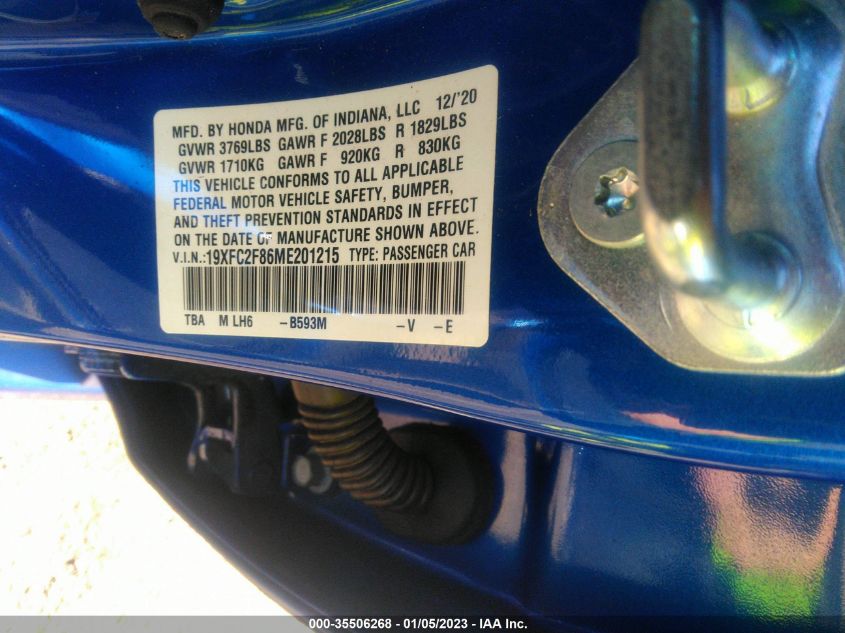 MFD. BY HONDA MFG. OF INDIANA, LLC 12/'20
GVWR 3769LBS GAWR F 2028LBS R 1829LBS
GVWR 1710KG GAWR F 920KG R 830KG
THIS VEHICLE CONFORMS TO ALL APPLICABLE
FEDERAL MOTOR VEHICLE SAFETY, BUMPER,
AND THEFT PREVENTION STANDARDS IN EFFECT
ON THE DATE OF MANUFACTURE SHOWN ABOVE.
V.I.N.:19XFC2F86ME201215 TYPE: PASSENGER CAR
TBA M LH6 -B593M -V -E
000-35506268 - 01/05/2023 - IAA Inc.